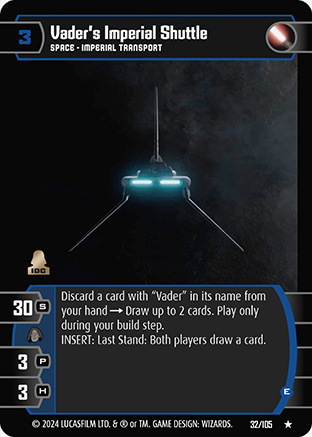 3
Vader's Imperial Shuttle
SPACE • IMPERIAL TRANSPORT
IDC
30 S
3 P
3 H
Discard a card with “Vader” in its name from
your hand → Draw up to 2 cards. Play only
during your build step.
INSERT: Last Stand: Both players draw a card.
E
© 2024 LUCASFILM LTD. & ® or TM. GAME DESIGN: WIZARDS. 32/105 ★